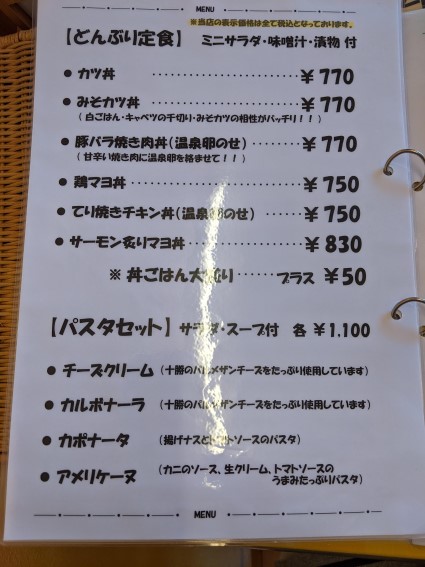 MENU
※当店の表示価格は全て税込となっております。
【どんぶり定食】 ミニサラダ・味噌汁・漬物 付
● カツ丼 ・・・・・・・・・・・・・・・・・・・・・・ ￥770
● みそカツ丼 ・・・・・・・・・・・・・・・・・・ ￥770
（ 白ごはん・キャベツの千切り・みそカツの相性がバッチリ！！ ）
● 豚バラ焼き肉丼（温泉卵のせ） ・・・・・ ￥770
（ 甘辛い焼き肉に温泉卵を絡ませて！！ ）
● 鶏マヨ丼 ・・・・・・・・・・・・・・・・・・・・ ￥750
● てり焼きチキン丼（温泉卵のせ） ・・・・ ￥750
● サーモン炙りマヨ丼 ・・・・・・・・・・・・ ￥830
※ 丼ごはん大盛り ・・・・・・ プラス ￥50
【パスタセット】 サラダ・スープ付 各 ￥1.100
● チーズクリーム （十勝のパルメザンチーズをたっぷり使用しています）
● カルボナーラ （十勝のパルメザンチーズをたっぷり使用しています）
● カポナータ （揚げナスとトマトソースのパスタ）
● アメリケーヌ （カニのソース、生クリーム、トマトソースの
うまみたっぷりパスタ）
MENU